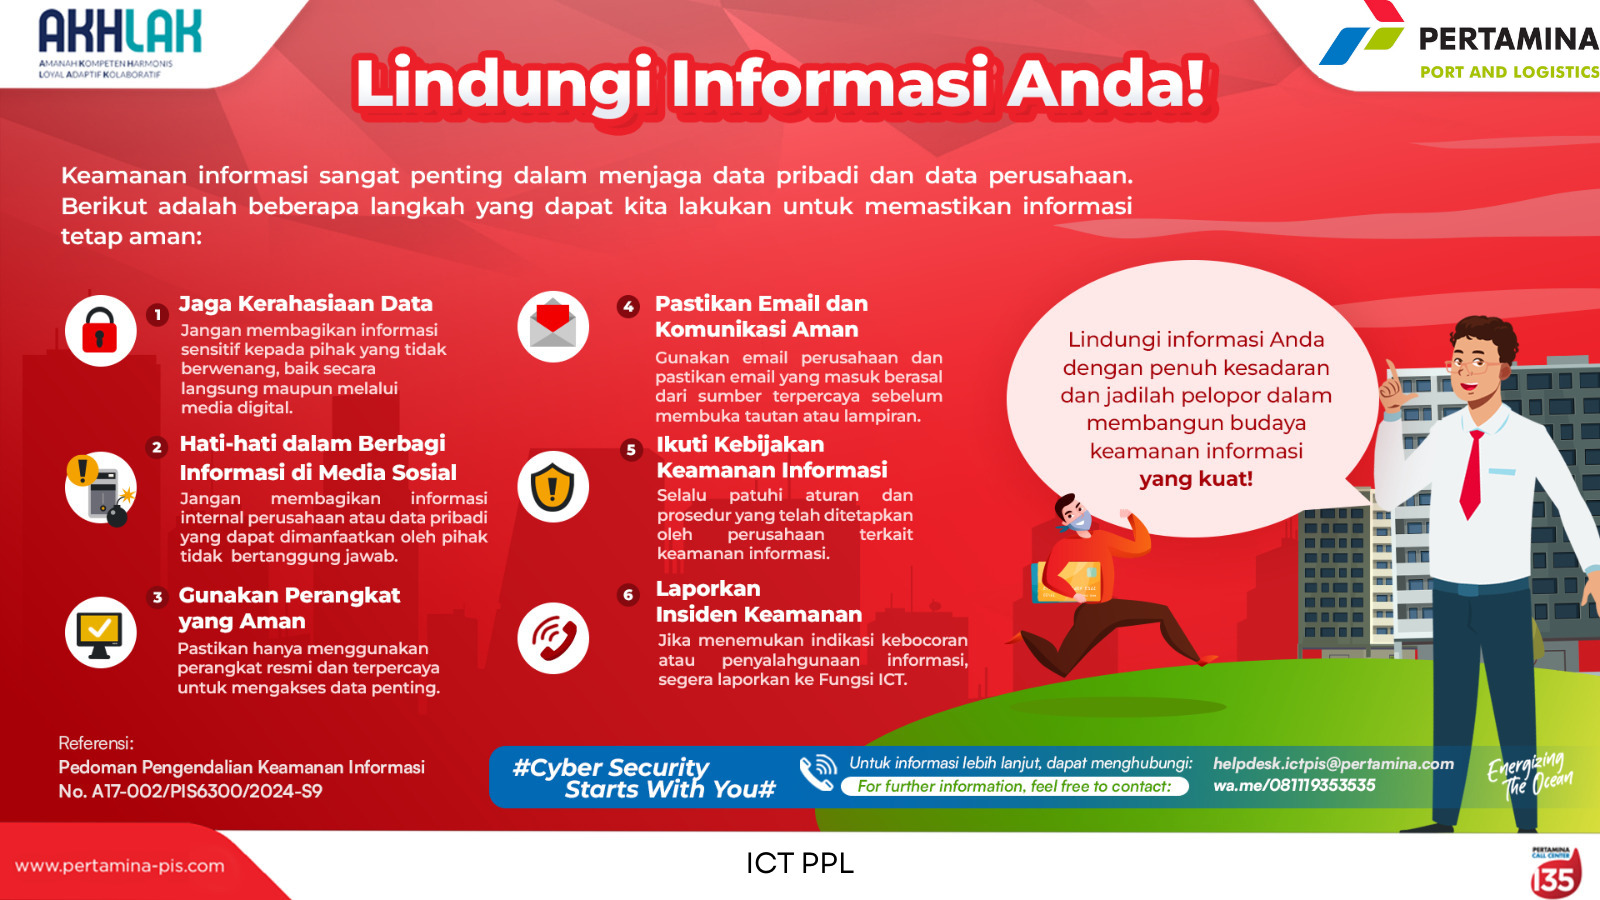 AKHLAK
AMANAH KOMPETEN HARMONIS
LOYAL ADAPTIF KOLABORATIF
PERTAMINA
PORT AND LOGISTICS
Lindungi Informasi Anda!
Keamanan informasi sangat penting dalam menjaga data pribadi dan data perusahaan.
Berikut adalah beberapa langkah yang dapat kita lakukan untuk memastikan informasi
tetap aman:
1 Jaga Kerahasiaan Data
Jangan membagikan informasi
sensitif kepada pihak yang tidak
berwenang, baik secara
langsung maupun melalui
media digital.
2 Hati-hati dalam Berbagi
Informasi di Media Sosial
Jangan membagikan informasi
internal perusahaan atau data pribadi
yang dapat dimanfaatkan oleh pihak
tidak bertanggung jawab.
3 Gunakan Perangkat
yang Aman
Pastikan hanya menggunakan
perangkat resmi dan terpercaya
untuk mengakses data penting.
4 Pastikan Email dan
Komunikasi Aman
Gunakan email perusahaan dan
pastikan email yang masuk berasal
dari sumber terpercaya sebelum
membuka tautan atau lampiran.
5 Ikuti Kebijakan
Keamanan Informasi
Selalu patuhi aturan dan
prosedur yang telah ditetapkan
oleh perusahaan terkait
keamanan informasi.
6 Laporkan
Insiden Keamanan
Jika menemukan indikasi kebocoran
atau penyalahgunaan informasi,
segera laporkan ke Fungsi ICT.
Lindungi informasi Anda
dengan penuh kesadaran
dan jadilah pelopor dalam
membangun budaya
keamanan informasi
yang kuat!
Referensi:
Pedoman Pengendalian Keamanan Informasi
No. A17-002/PIS6300/2024-S9
#Cyber Security
Starts With You#
Untuk informasi lebih lanjut, dapat menghubungi:
For further information, feel free to contact:
helpdesk.ictpis@pertamina.com
wa.me/081119353535
Energizing
The Ocean
www.pertamina-pis.com
ICT PPL
PERTAMINA
CALL CENTER
135